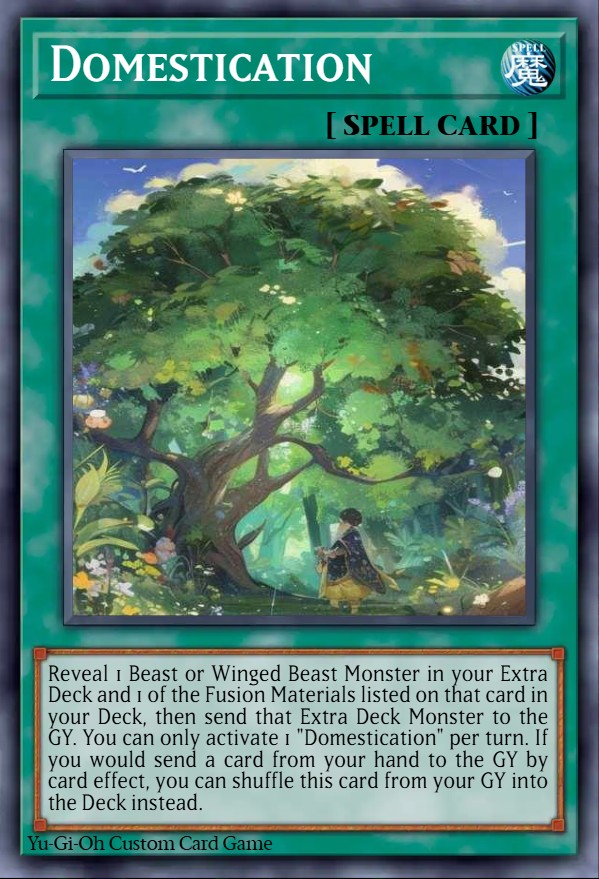 Domestication
SPELL
魔
[ Spell Card ]
Reveal 1 Beast or Winged Beast Monster in your Extra
Deck and 1 of the Fusion Materials listed on that card in
your Deck, then send that Extra Deck Monster to the
GY. You can only activate 1 "Domestication" per turn. If
you would send a card from your hand to the GY by
card effect, you can shuffle this card from your GY into
the Deck instead.
Yu-Gi-Oh Custom Card Game